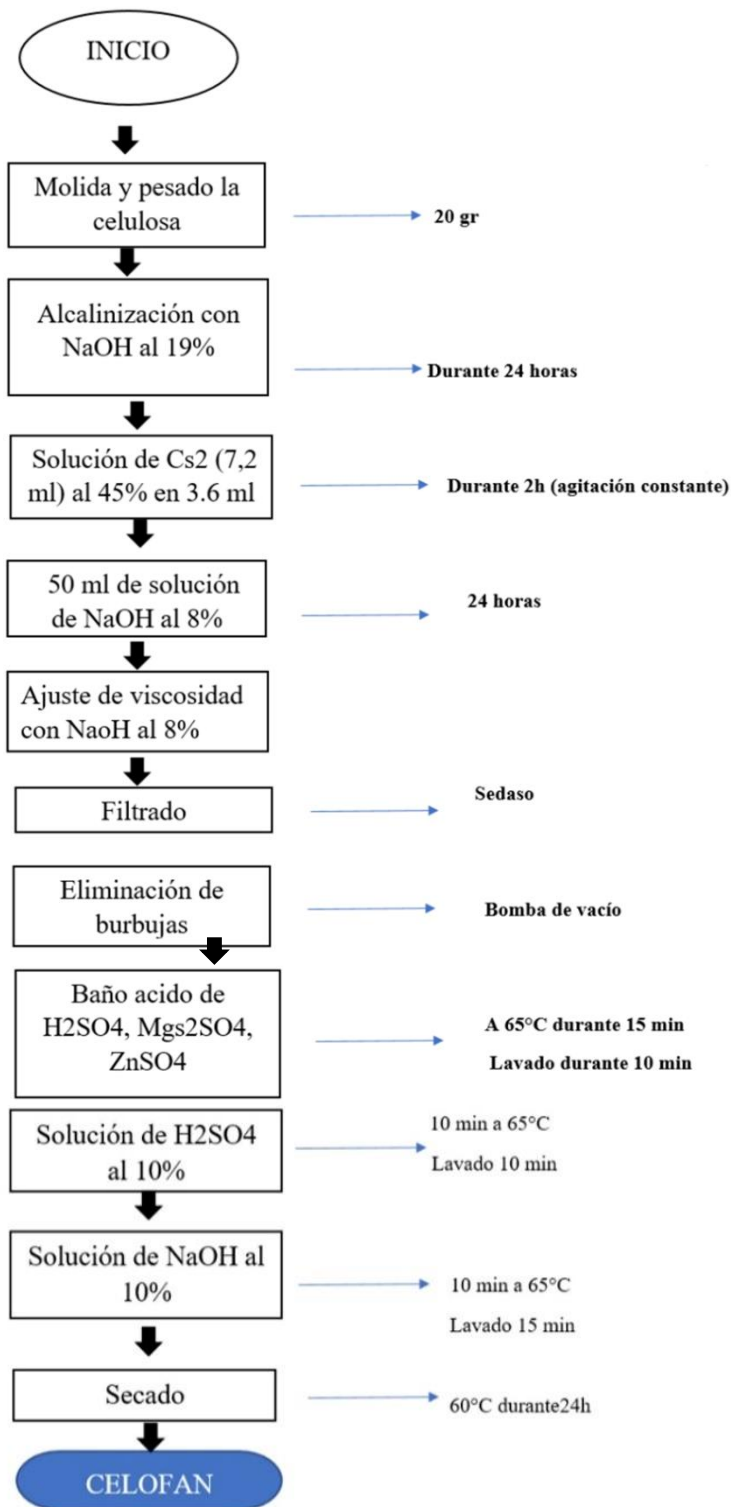 INICIO
Molida y pesado la
celulosa
20 gr
Alcalinización con
NaOH al 19%
Durante 24 horas
Solución de Cs2 (7,2
ml) al 45% en 3.6 ml
Durante 2h (agitación constante)
50 ml de solución
de NaOH al 8%
24 horas
Ajuste de viscosidad
con NaoH al 8%
Filtrado
Sedaso
Eliminación de
burbujas
Bomba de vacío
Baño acido de
H2SO4, Mgs2SO4,
ZnSO4
A 65°C durante 15 min
Lavado durante 10 min
Solución de H2SO4
al 10%
10 min a 65°C
Lavado 10 min
Solución de NaOH al
10%
10 min a 65°C
Lavado 15 min
Secado
60°C durante24h
CELOFAN